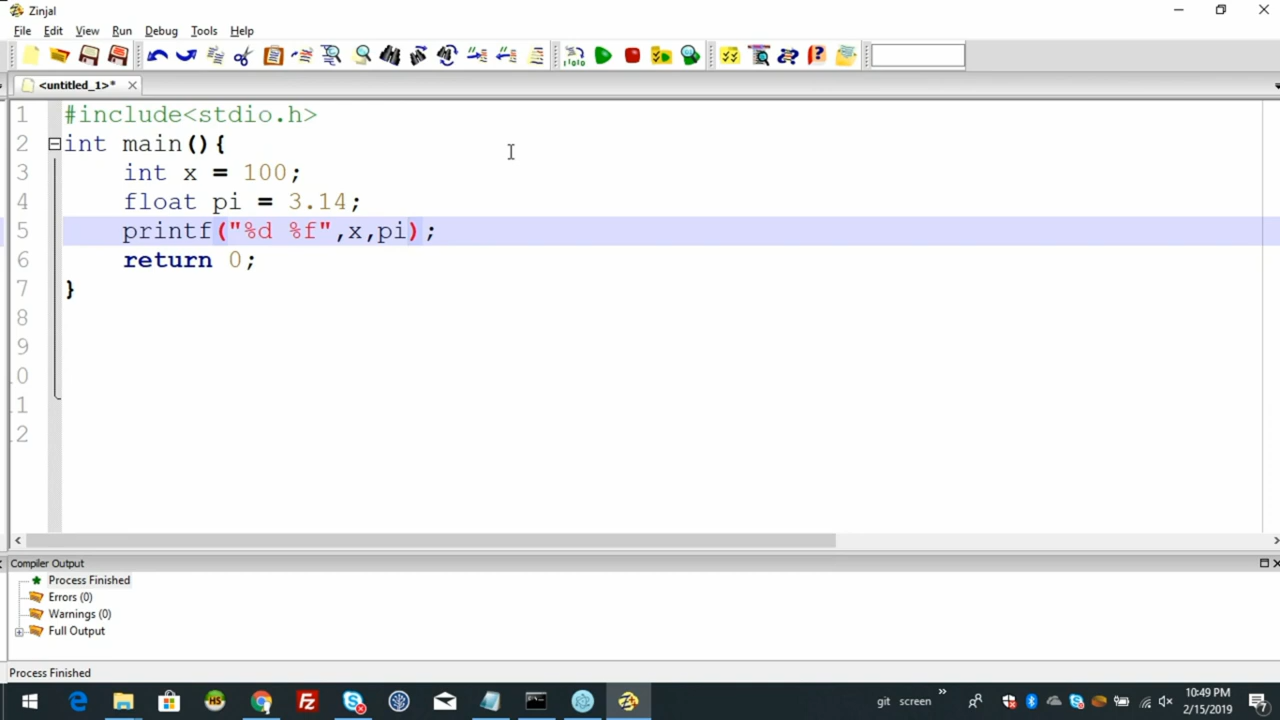 Zinjal
File Edit View Run Debug Tools Help
<untitled_1>*
1 #include<stdio.h>
2 int main(){
3 int x = 100;
4 float pi = 3.14;
5 printf("%d %f",x,pi);
6 return 0;
7 }
8
9
0
1
2
Compiler Output
Process Finished
Errors (0)
Warnings (0)
Full Output
Process Finished
git screen
10:49 PM
2/15/2019